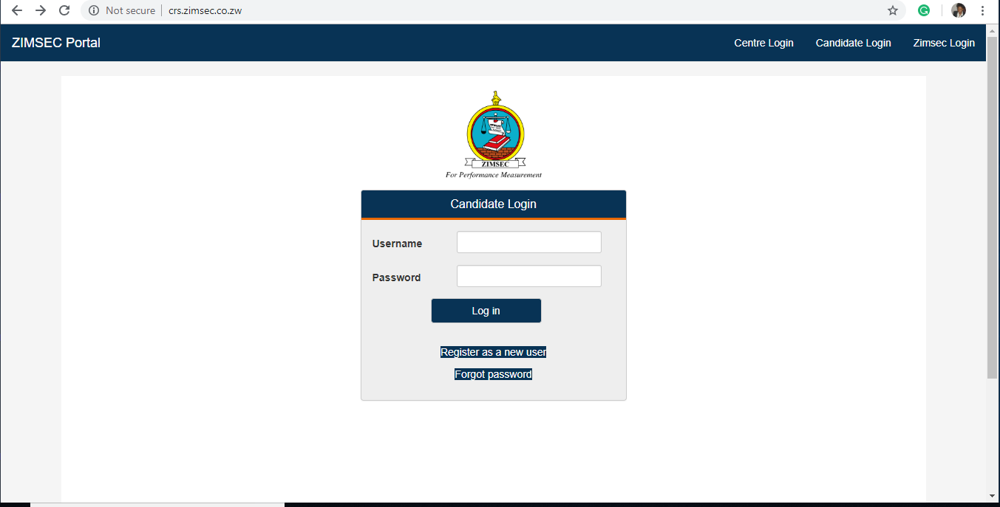 Not secure crs.zimsec.co.zw
ZIMSEC Portal Centre Login Candidate Login Zimsec Login
ZIMSEC
For Performance Measurement
Candidate Login
Username
Password
Log in
Register as a new user
Forgot password